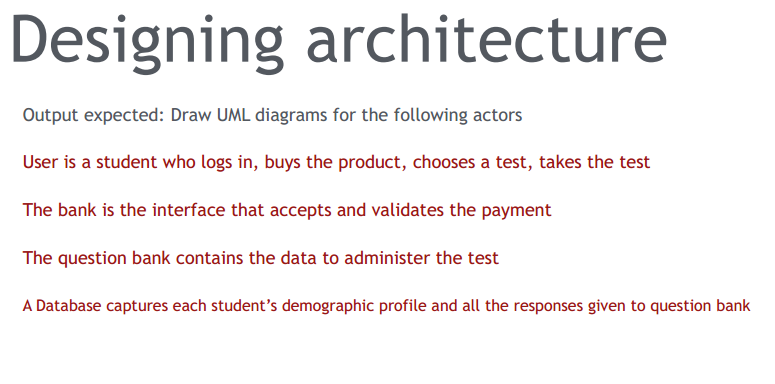 Designing architecture
Output expected: Draw UML diagrams for the following actors
User is a student who logs in, buys the product, chooses a test, takes the test
The bank is the interface that accepts and validates the payment
The question bank contains the data to administer the test
A Database captures each student’s demographic profile and all the responses given to question bank